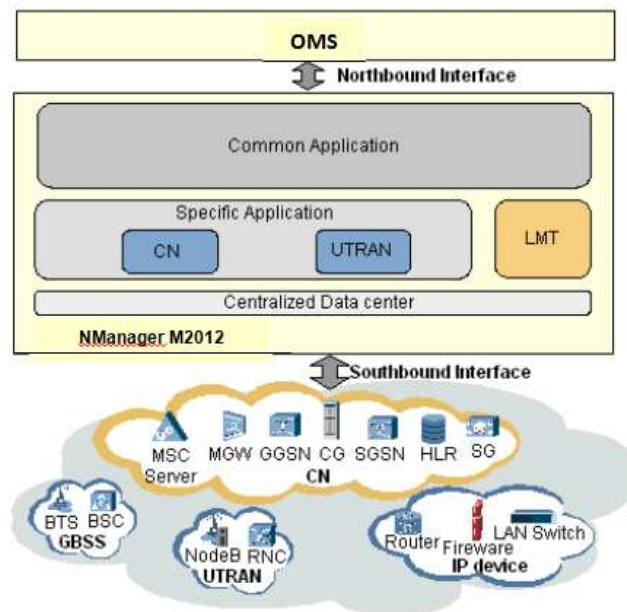 OMS
Northbound Interface
Common Application
Specific Application
CN
UTRAN
LMT
Centralized Data center
NManager M2012
Southbound Interface
MSC Server
MGW
GGSN
CG
SGSN
HLR
SG
CN
BTS
BSC
GBSS
NodeB
RNC
UTRAN
Router
Fireware
LAN Switch
IP device